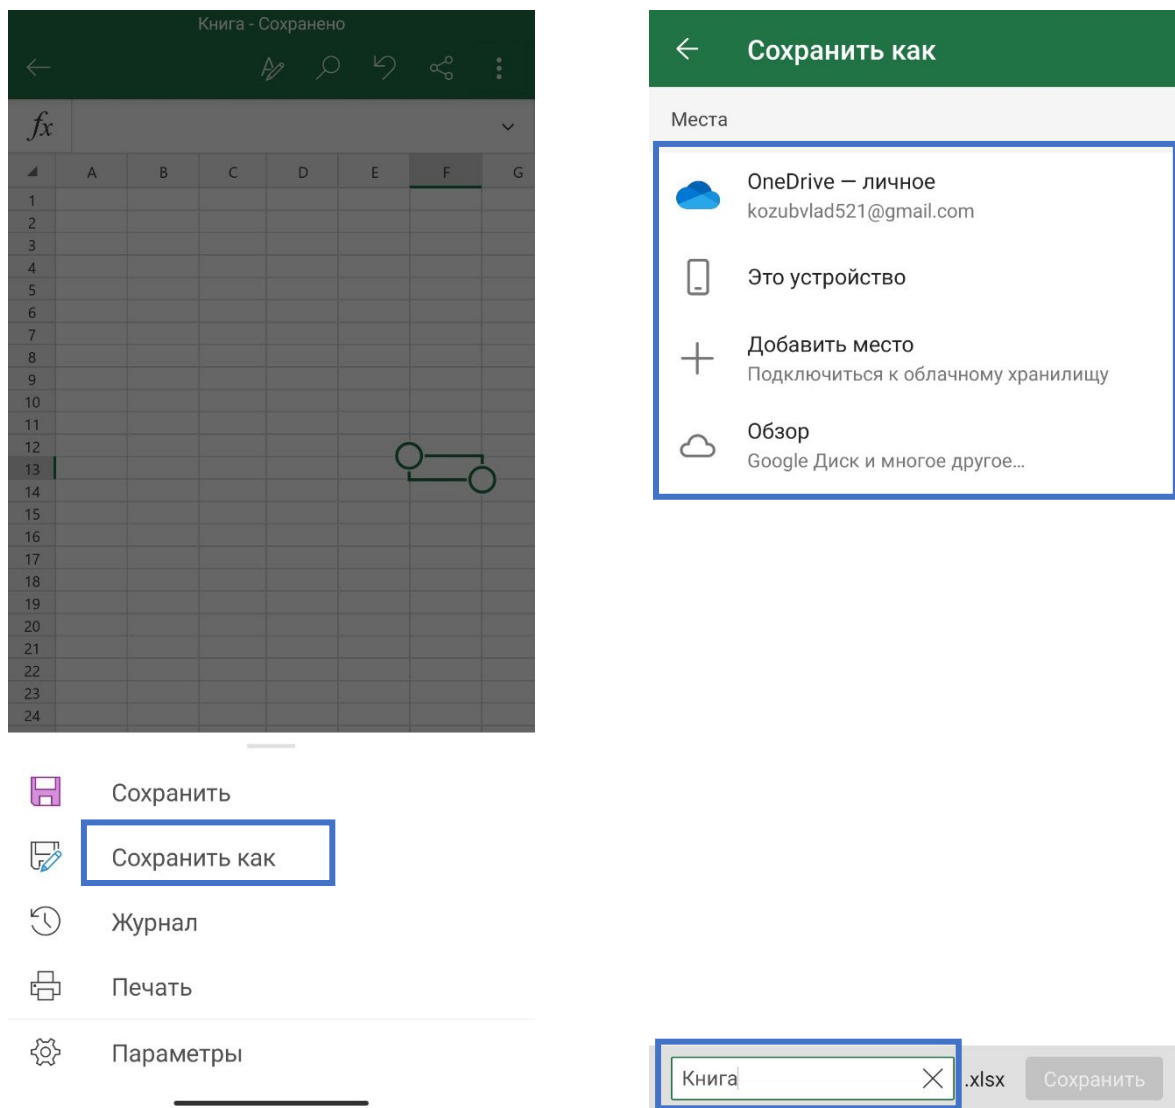 Книга - Сохранено
fx
A B C D E F G
1
2
3
4
5
6
7
8
9
10
11
12
13
14
15
16
17
18
19
20
21
22
23
24
Сохранить
Сохранить как
Журнал
Печать
Параметры
Сохранить как
Места
OneDrive — личное
kozubvlad521@gmail.com
Это устройство
Добавить место
Подключиться к облачному хранилищу
Обзор
Google Диск и многое другое...
Книга .xlsx Сохранить